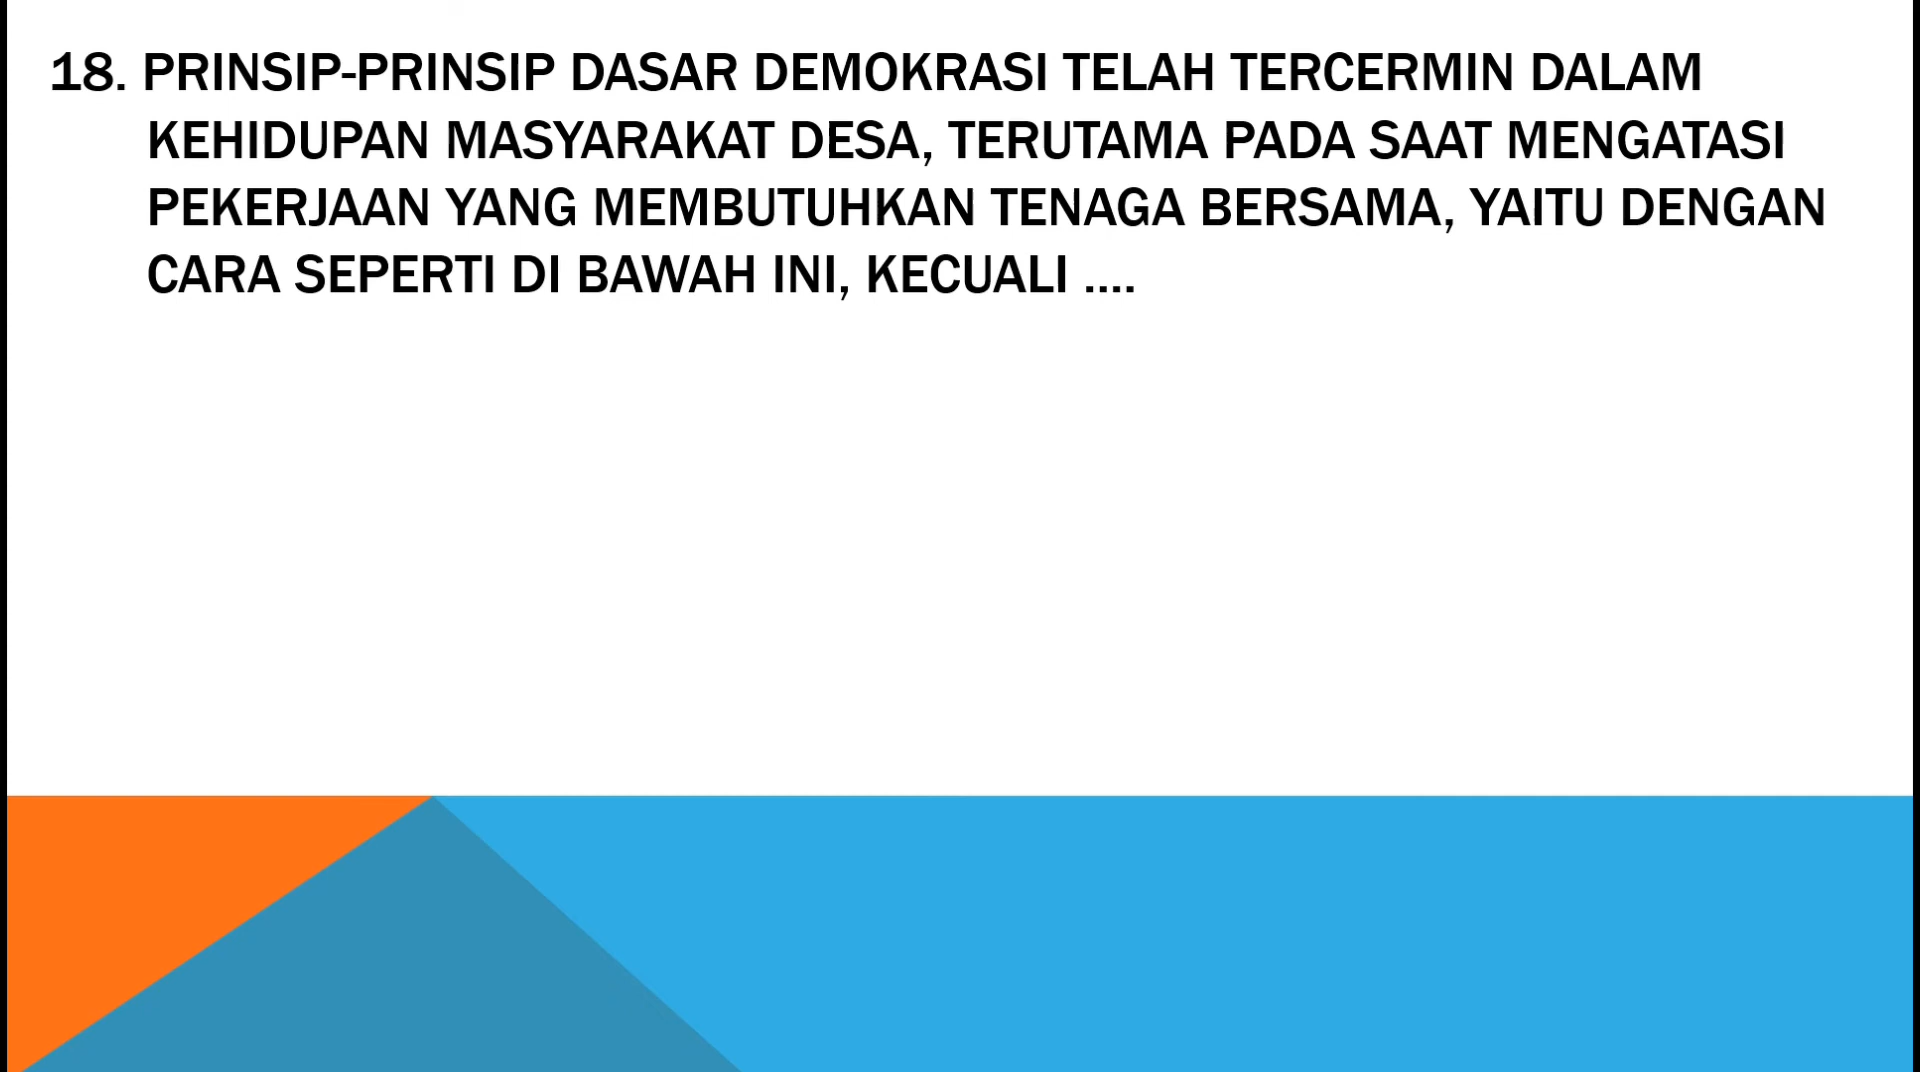 18. PRINSIP-PRINSIP DASAR DEMOKRASI TELAH TERCERMIN DALAM
KEHIDUPAN MASYARAKAT DESA, TERUTAMA PADA SAAT MENGATASI
PEKERJAAN YANG MEMBUTUHKAN TENAGA BERSAMA, YAITU DENGAN
CARA SEPERTI DI BAWAH INI, KECUALI ....